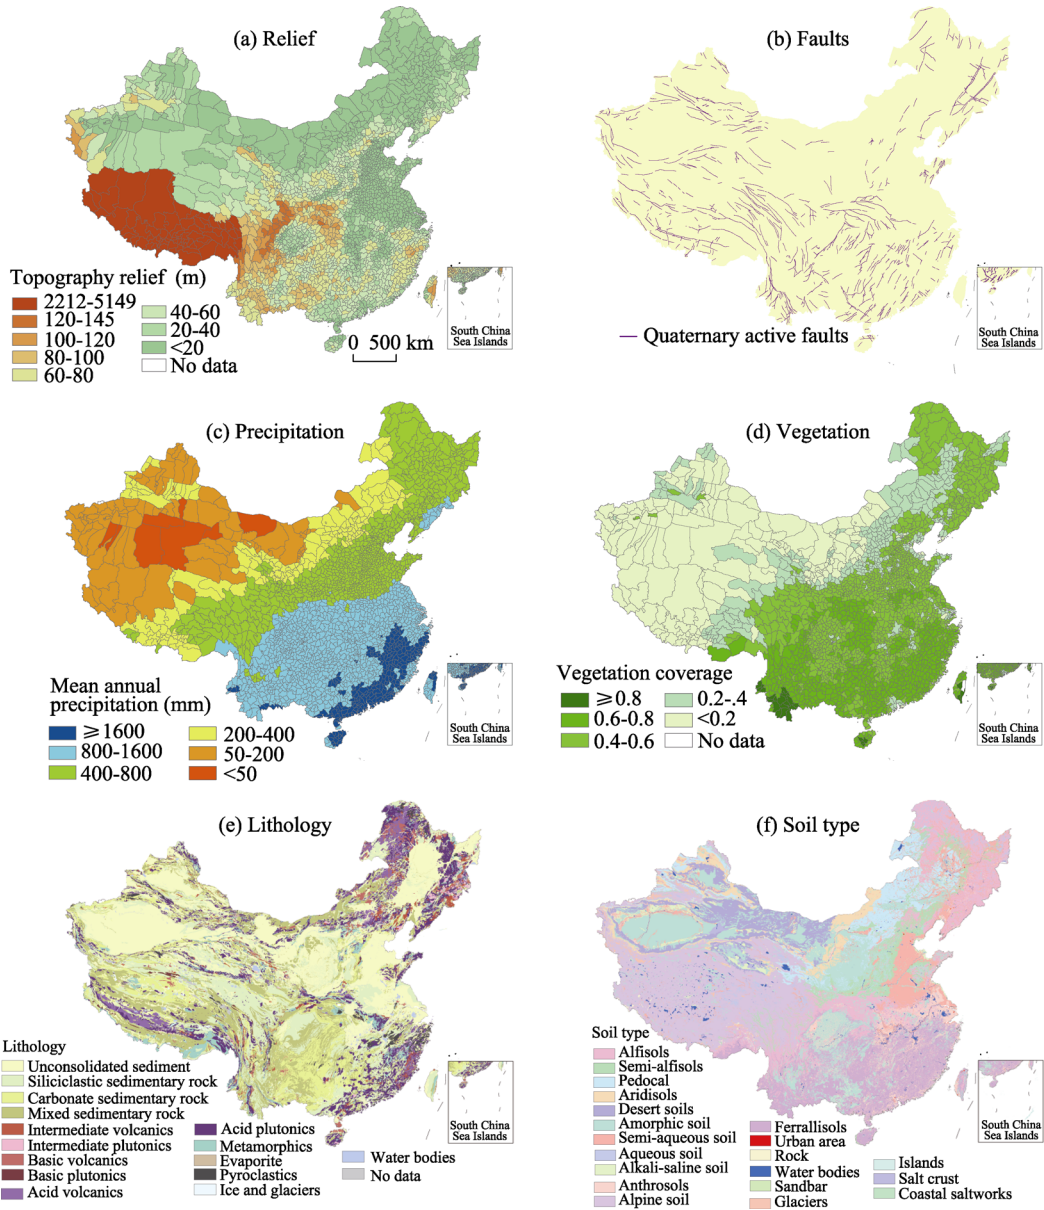 (a) Relief
Topography relief (m)
2212-5149
120-145
100-120
80-100
60-80
40-60
20-40
<20
No data
0 500 km
South China
Sea Islands
(b) Faults
Quaternary active faults
South China
Sea Islands
(c) Precipitation
Mean annual
precipitation (mm)
≥1600
800-1600
400-800
200-400
50-200
<50
South China
Sea Islands
(d) Vegetation
Vegetation coverage
≥0.8
0.6-0.8
0.4-0.6
0.2-.4
<0.2
No data
South China
Sea Islands
(e) Lithology
Lithology
Unconsolidated sediment
Siliciclastic sedimentary rock
Carbonate sedimentary rock
Mixed sedimentary rock
Intermediate volcanics
Intermediate plutonics
Basic volcanics
Basic plutonics
Acid volcanics
Acid plutonics
Metamorphics
Evaporite
Pyroclastics
Ice and glaciers
Water bodies
No data
South China
Sea Islands
(f) Soil type
Soil type
Alfisols
Semi-alfisols
Pedocal
Aridisols
Desert soils
Amorphic soil
Semi-aqueous soil
Aqueous soil
Alkali-saline soil
Anthrosols
Alpine soil
Ferrallisols
Urban area
Rock
Water bodies
Sandbar
Glaciers
Islands
Salt crust
Coastal saltworks
South China
Sea Islands